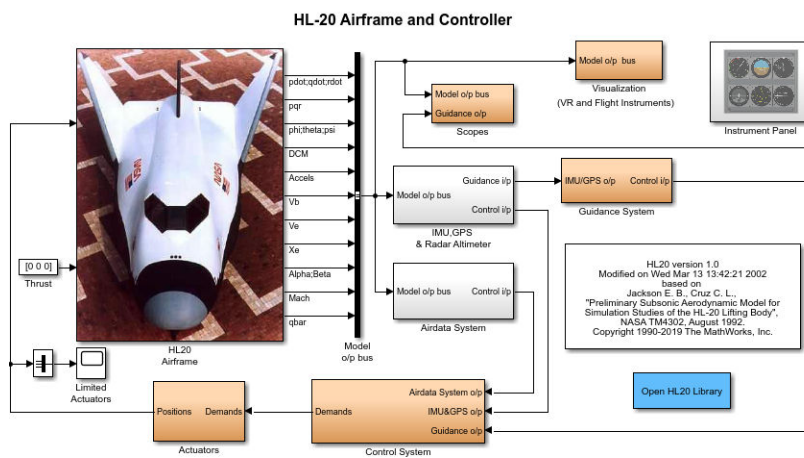 HL-20 Airframe and Controller
pdot;qdot;rdot
pqr
phi;theta;psi
DCM
Accels
Vb
Ve
Xe
Alpha;Beta
Mach
qbar
[0 0 0]
Thrust
HL20
Airframe
Model
o/p bus
Limited
Actuators
Model o/p bus
Guidance o/p
Scopes
Model o/p bus
Visualization
(VR and Flight Instruments)
Instrument Panel
Model o/p bus
Guidance i/p
Control i/p
IMU,GPS
& Radar Altimeter
IMU/GPS o/p
Control i/p
Guidance System
Model o/p bus
Control i/p
Airdata System
HL20 version 1.0
Modified on Wed Mar 13 13:42:21 2002
based on
Jackson E. B., Cruz C. L.,
"Preliminary Subsonic Aerodynamic Model for
Simulation Studies of the HL-20 Lifting Body",
NASA TM4302, August 1992.
Copyright 1990-2019 The MathWorks, Inc.
Open HL20 Library
Positions
Demands
Actuators
Demands
Airdata System o/p
IMU&GPS o/p
Guidance o/p
Control System